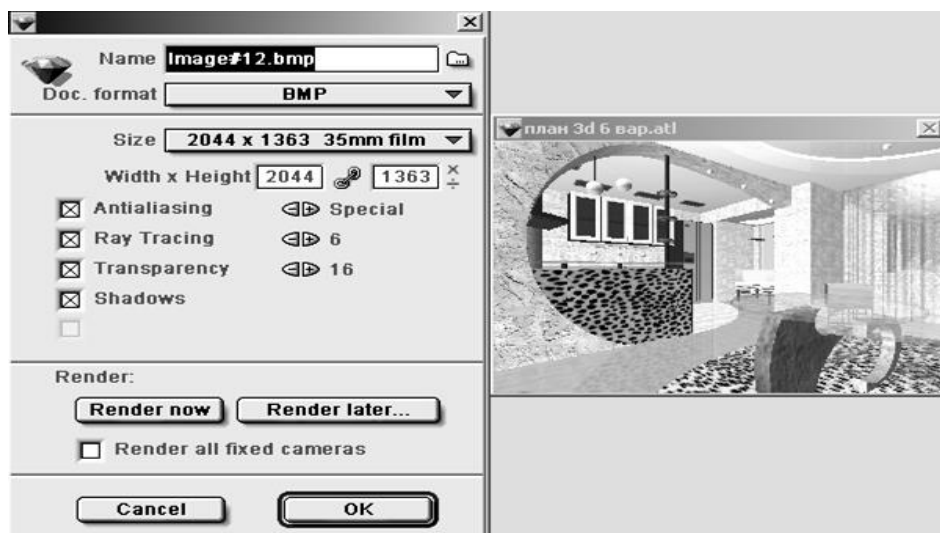 Name Image#12.bmp
Doc. format BMP
Size 2044 x 1363 35mm film
Width x Height 2044 1363
Antialiasing Special
Ray Tracing 6
Transparency 16
Shadows
Render:
Render now Render later...
Render all fixed cameras
Cancel OK
план 3d 6 вар.atl